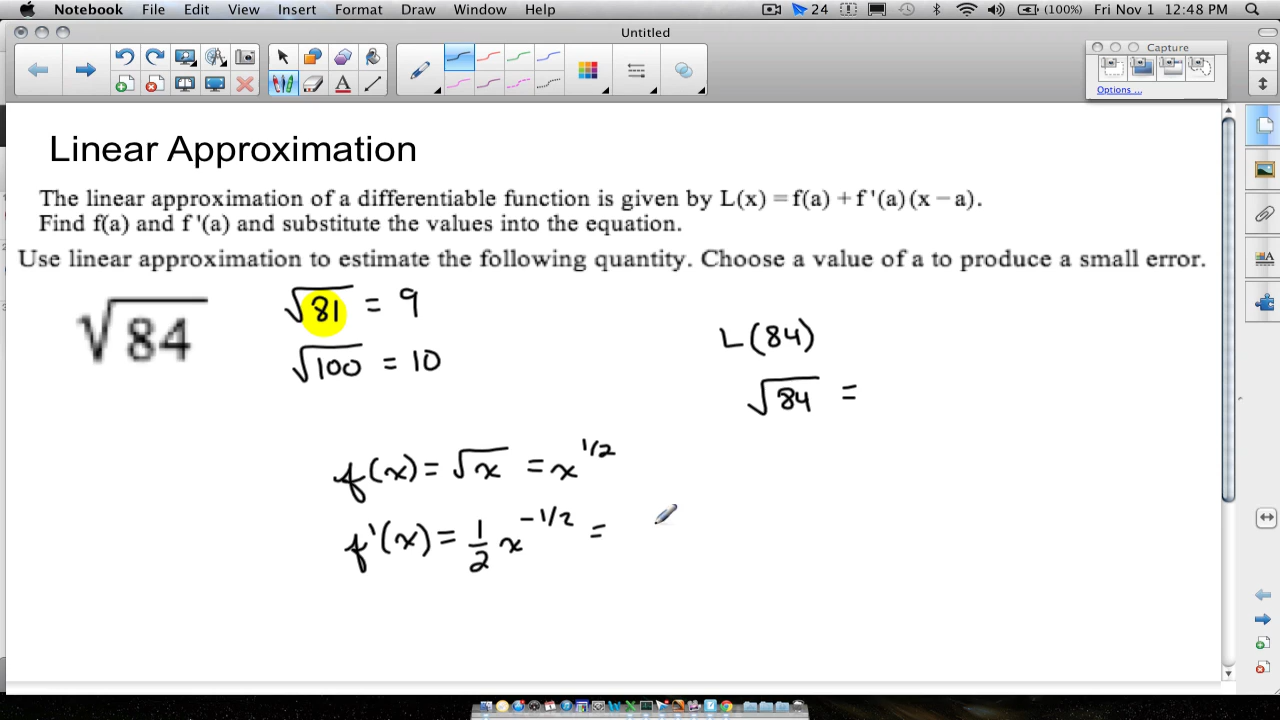 Notebook File Edit View Insert Format Draw Window Help 24 (100%) Fri Nov 1 12:48 PM
Untitled
Capture
Options ...
Linear Approximation
The linear approximation of a differentiable function is given by L(x) = f(a) + f '(a)(x − a).
Find f(a) and f '(a) and substitute the values into the equation.
Use linear approximation to estimate the following quantity. Choose a value of a to produce a small error.
√84
√81 = 9
√100 = 10
L(84)
√84 =
f(x) = √x = x^1/2
f'(x) = 1/2 x^-1/2 =